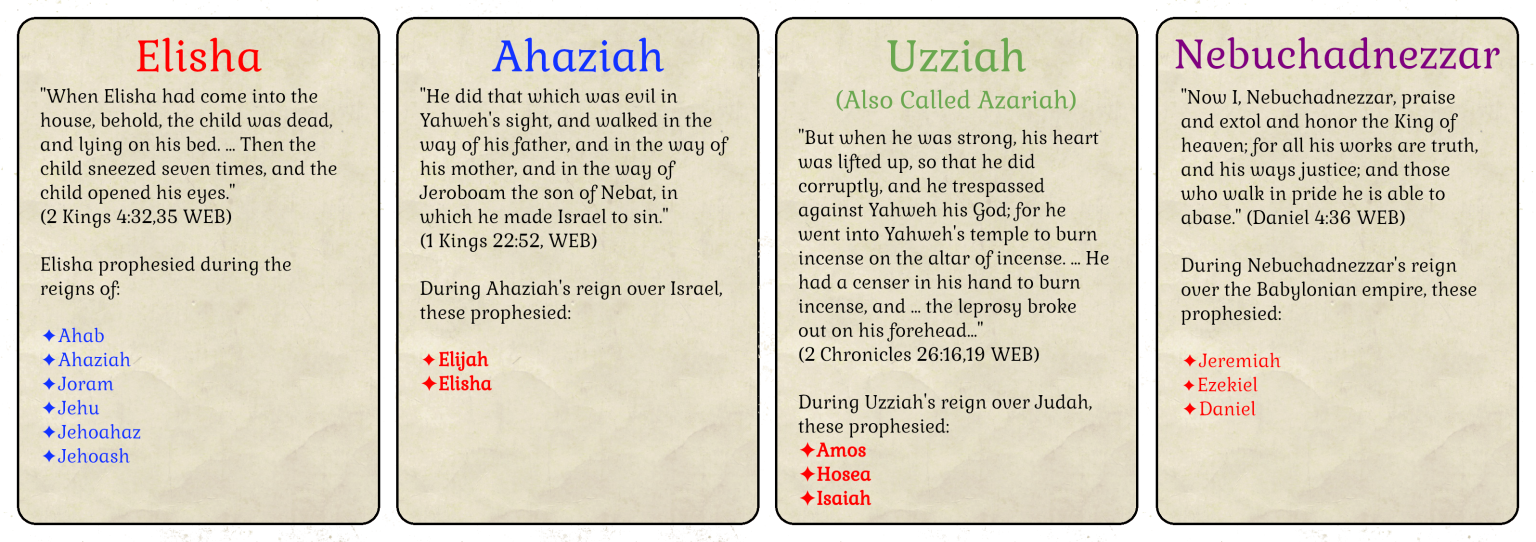 Elisha
"When Elisha had come into the
house, behold, the child was dead,
and lying on his bed. ... Then the
child sneezed seven times, and the
child opened his eyes."
(2 Kings 4:32,35 WEB)
Elisha prophesied during the
reigns of:
✦Ahab
✦Ahaziah
✦Joram
✦Jehu
✦Jehoahaz
✦Jehoash
Ahaziah
"He did that which was evil in
Yahweh's sight, and walked in the
way of his father, and in the way of
his mother, and in the way of
Jeroboam the son of Nebat, in
which he made Israel to sin."
(1 Kings 22:52, WEB)
During Ahaziah's reign over Israel,
these prophesied:
✦Elijah
✦Elisha
Uzziah
(Also Called Azariah)
"But when he was strong, his heart
was lifted up, so that he did
corruptly, and he trespassed
against Yahweh his God; for he
went into Yahweh's temple to burn
incense on the altar of incense. ... He
had a censer in his hand to burn
incense, and ... the leprosy broke
out on his forehead..."
(2 Chronicles 26:16,19 WEB)
During Uzziah's reign over Judah,
these prophesied:
✦Amos
✦Hosea
✦Isaiah
Nebuchadnezzar
"Now I, Nebuchadnezzar, praise
and extol and honor the King of
heaven; for all his works are truth,
and his ways justice; and those
who walk in pride he is able to
abase." (Daniel 4:36 WEB)
During Nebuchadnezzar's reign
over the Babylonian empire, these
prophesied:
✦Jeremiah
✦Ezekiel
✦Daniel